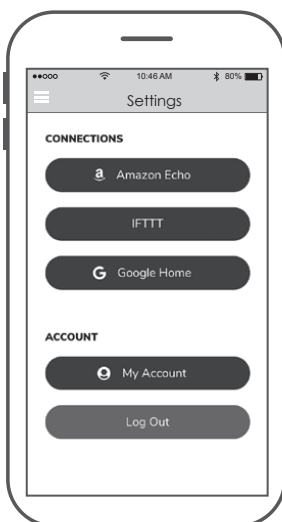 10:46 AM
80%
Settings
CONNECTIONS
a Amazon Echo
IFTTT
G Google Home
ACCOUNT
My Account
Log Out